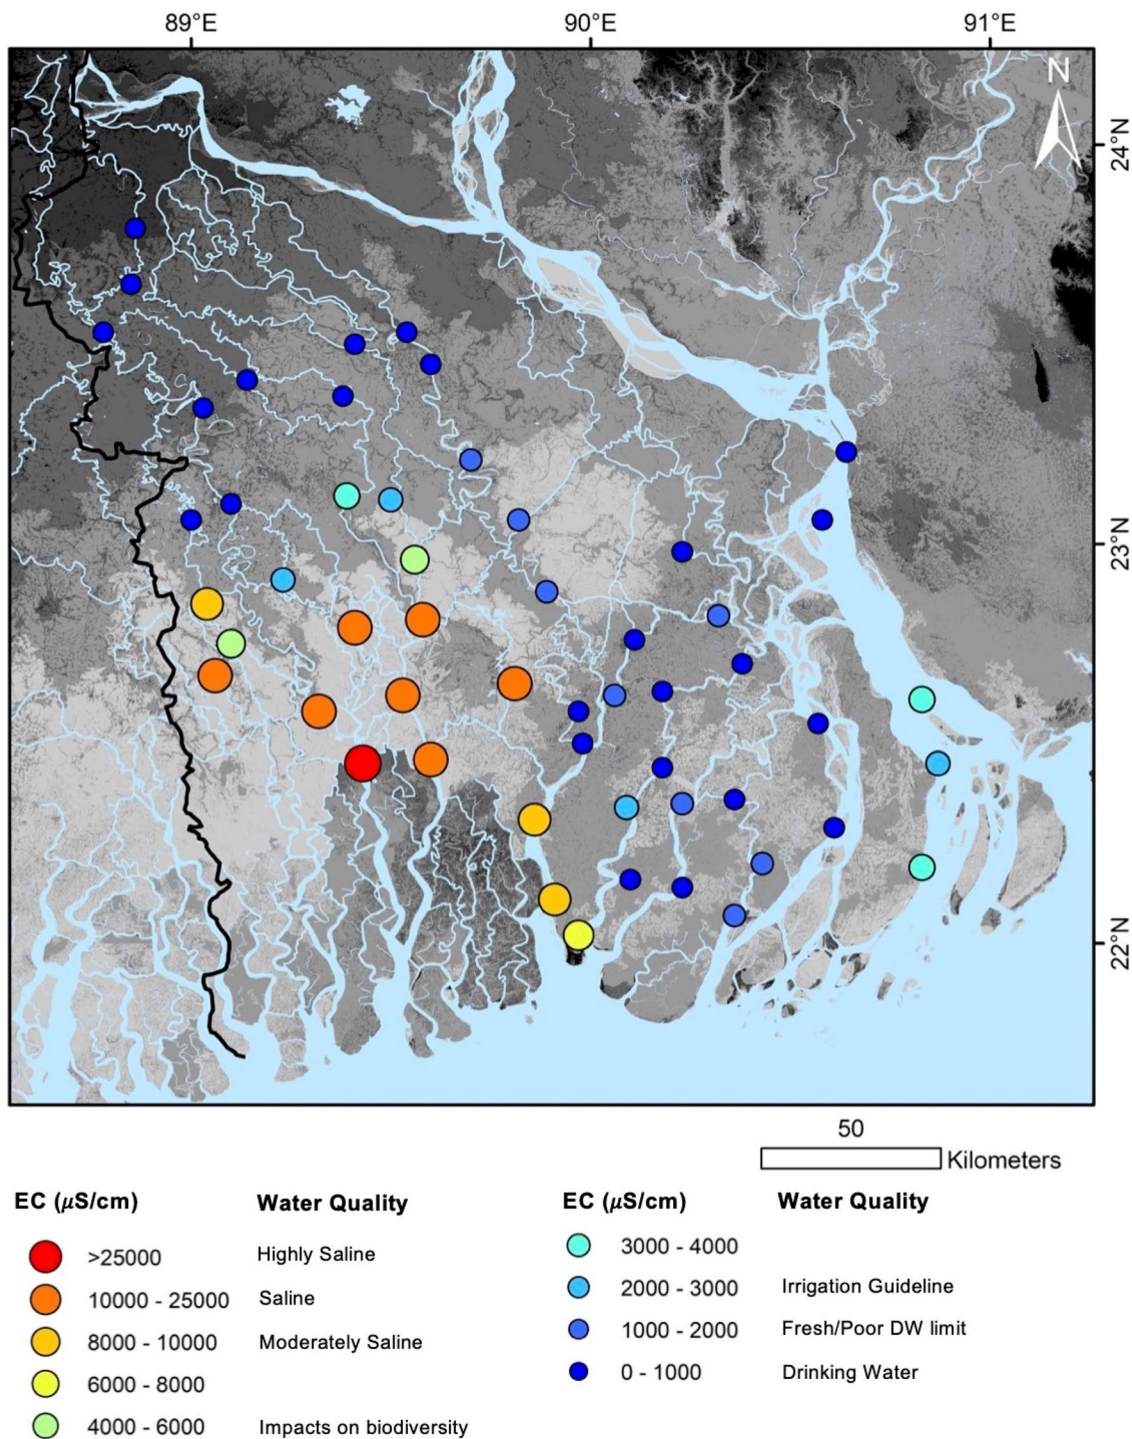 89°E 90°E 91°E
N
24°N
23°N
22°N
50
Kilometers
EC (μS/cm) Water Quality
>25000 Highly Saline
10000 - 25000 Saline
8000 - 10000 Moderately Saline
6000 - 8000
4000 - 6000 Impacts on biodiversity
EC (μS/cm) Water Quality
3000 - 4000
2000 - 3000 Irrigation Guideline
1000 - 2000 Fresh/Poor DW limit
0 - 1000 Drinking Water